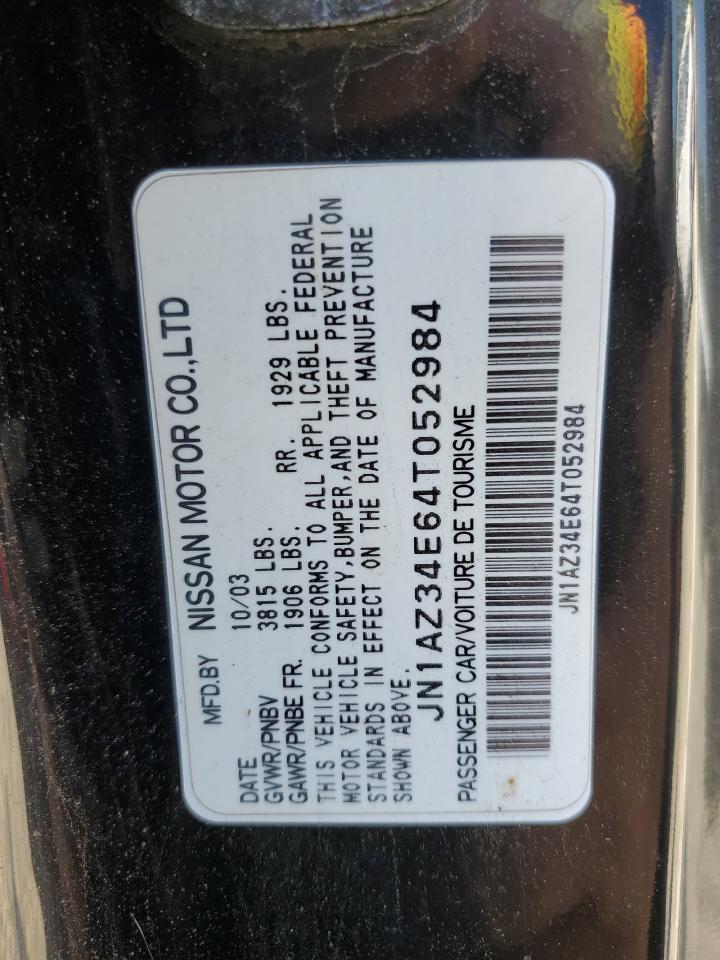 MFD.BY NISSAN MOTOR CO.,LTD
DATE 10/03
GVWR/PNBV 3815 LBS.
GAWR/PNBE FR. 1906 LBS. RR. 1929 LBS.
THIS VEHICLE CONFORMS TO ALL APPLICABLE FEDERAL
MOTOR VEHICLE SAFETY,BUMPER,AND THEFT PREVENTION
STANDARDS IN EFFECT ON THE DATE OF MANUFACTURE
SHOWN ABOVE.
JN1AZ34E64T052984
PASSENGER CAR/VOITURE DE TOURISME
JN1AZ34E64T052984